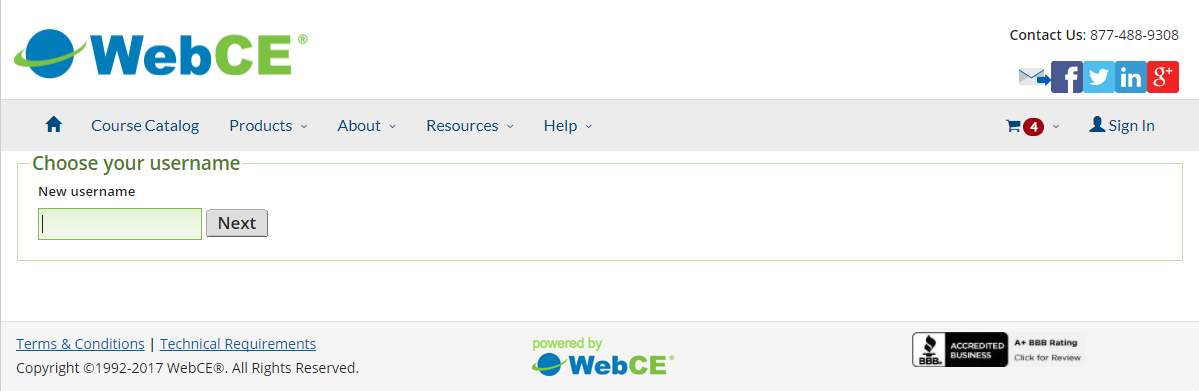 WebCE®
Contact Us: 877-488-9308
Course Catalog Products About Resources Help 4 Sign In
Choose your username
New username
Next
Terms & Conditions | Technical Requirements
Copyright ©1992-2017 WebCE®. All Rights Reserved.
powered by
WebCE®
BBB. ACCREDITED BUSINESS
A+ BBB Rating
Click for Review